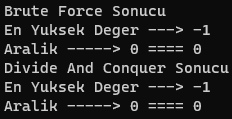 Brute Force Sonucu
En Yuksek Deger ---> -1
Aralik -----> 0 ==== 0
Divide And Conquer Sonucu
En Yuksek Deger ---> -1
Aralik -----> 0 ==== 0